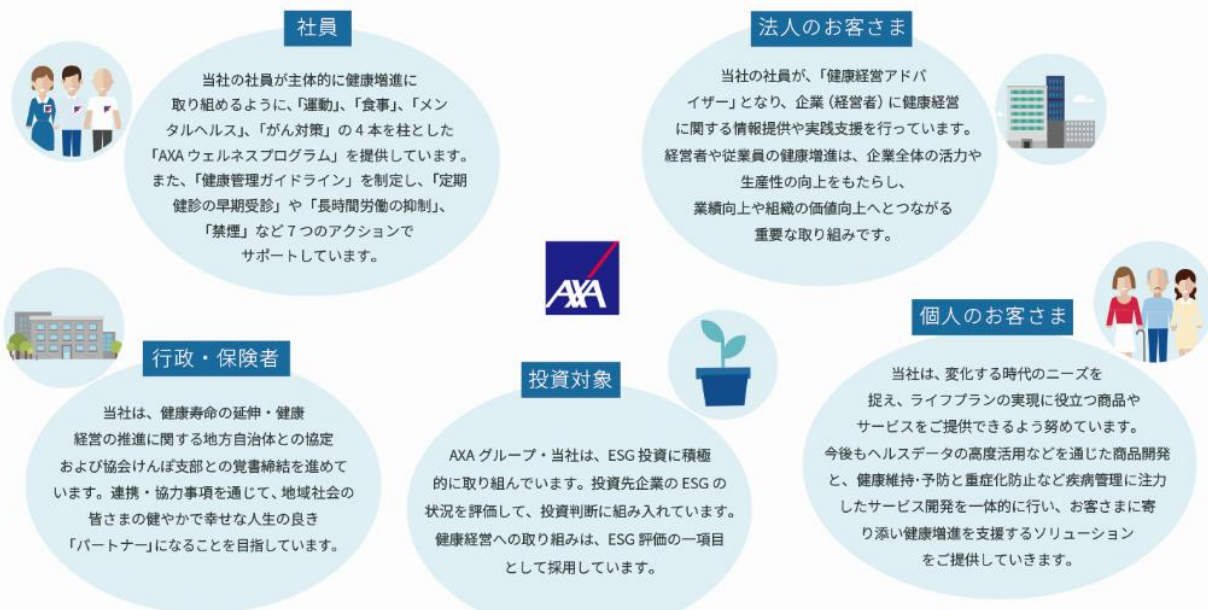 社員
当社の社員が主体的に健康増進に
取り組めるように、「運動」、「食事」、「メン
タルヘルス」、「がん対策」の4本を柱とした
「AXAウェルネスプログラム」を提供しています。
また、「健康管理ガイドライン」を制定し、「定期
健診の早期受診」や「長時間労働の抑制」、
「禁煙」など7つのアクションで
サポートしています。
法人のお客さま
当社の社員が、「健康経営アドバ
イザー」となり、企業（経営者）に健康経営
に関する情報提供や実践支援を行っています。
経営者や従業員の健康増進は、企業全体の活力や
生産性の向上をもたらし、
業績向上や組織の価値向上へとつながる
重要な取り組みです。
AXA
行政・保険者
当社は、健康寿命の延伸・健康
経営の推進に関する地方自治体との協定
および協会けんぽ支部との覚書締結を進めて
います。連携・協力事項を通じて、地域社会の
皆さまの健やかで幸せな人生の良き
「パートナー」になることを目指しています。
投資対象
AXAグループ・当社は、ESG投資に積極
的に取り組んでいます。投資先企業のESGの
状況を評価して、投資判断に組み入れています。
健康経営への取り組みは、ESG評価の一項目
として採用しています。
個人のお客さま
当社は、変化する時代のニーズを
捉え、ライフプランの実現に役立つ商品や
サービスをご提供できるよう努めています。
今後もヘルスデータの高度活用などを通じた商品開発
と、健康維持・予防と重症化防止など疾病管理に注力
したサービス開発を一体的に行い、お客さまに寄
り添い健康増進を支援するソリューション
をご提供していきます。